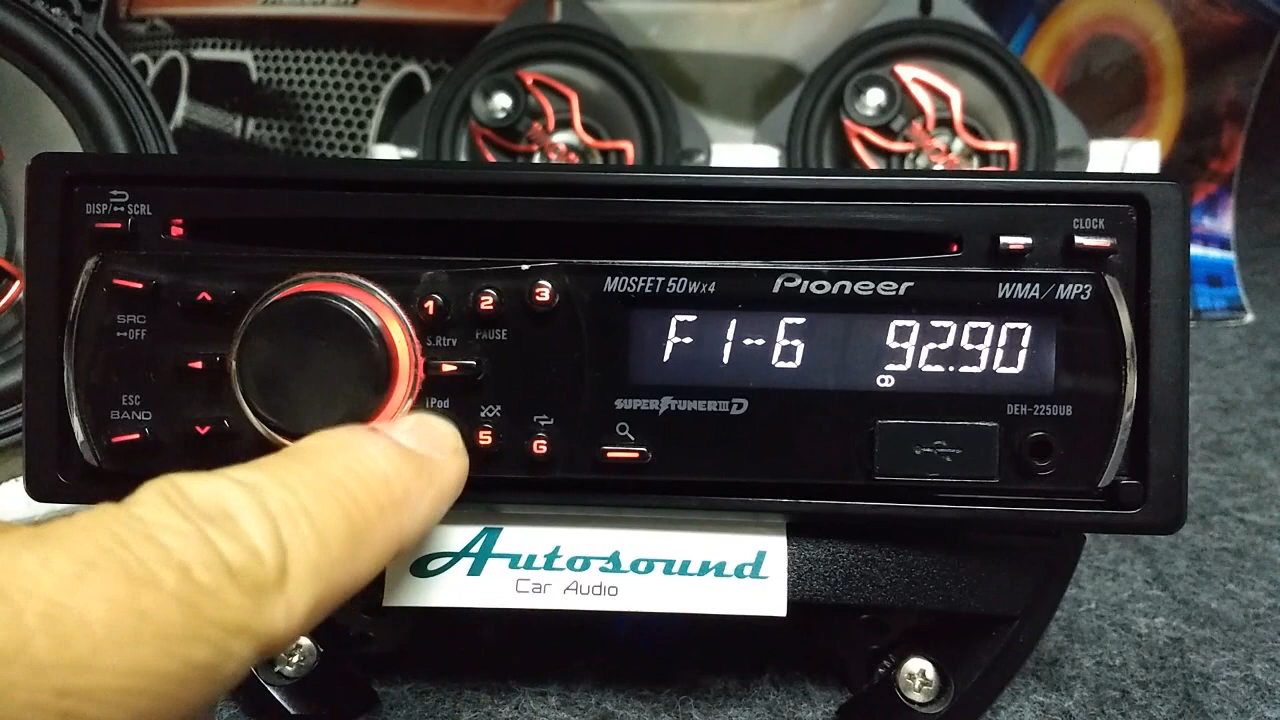 DISP/ SCRL
CLOCK
MOSFET 50Wx4
Pioneer
WMA/MP3
SRC
OFF
1
2
3
S.Rtrv
PAUSE
F1-6 92.90
ESC
BAND
iPod
5
6
SUPER TUNER III D
DEH-2250UB
Autosound
Car Audio